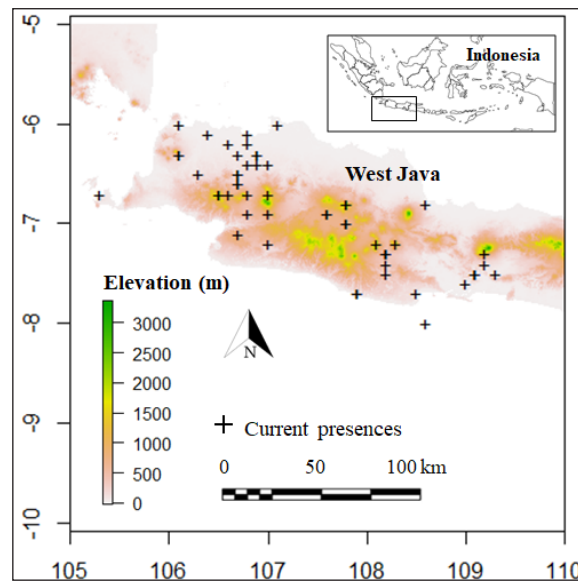 -5
Indonesia
-6
West Java
-7
Elevation (m)
-8
3000
2500
N
2000
-9
1500
+ Current presences
1000
0 50 100 km
500
0
-10
105 106 107 108 109 110